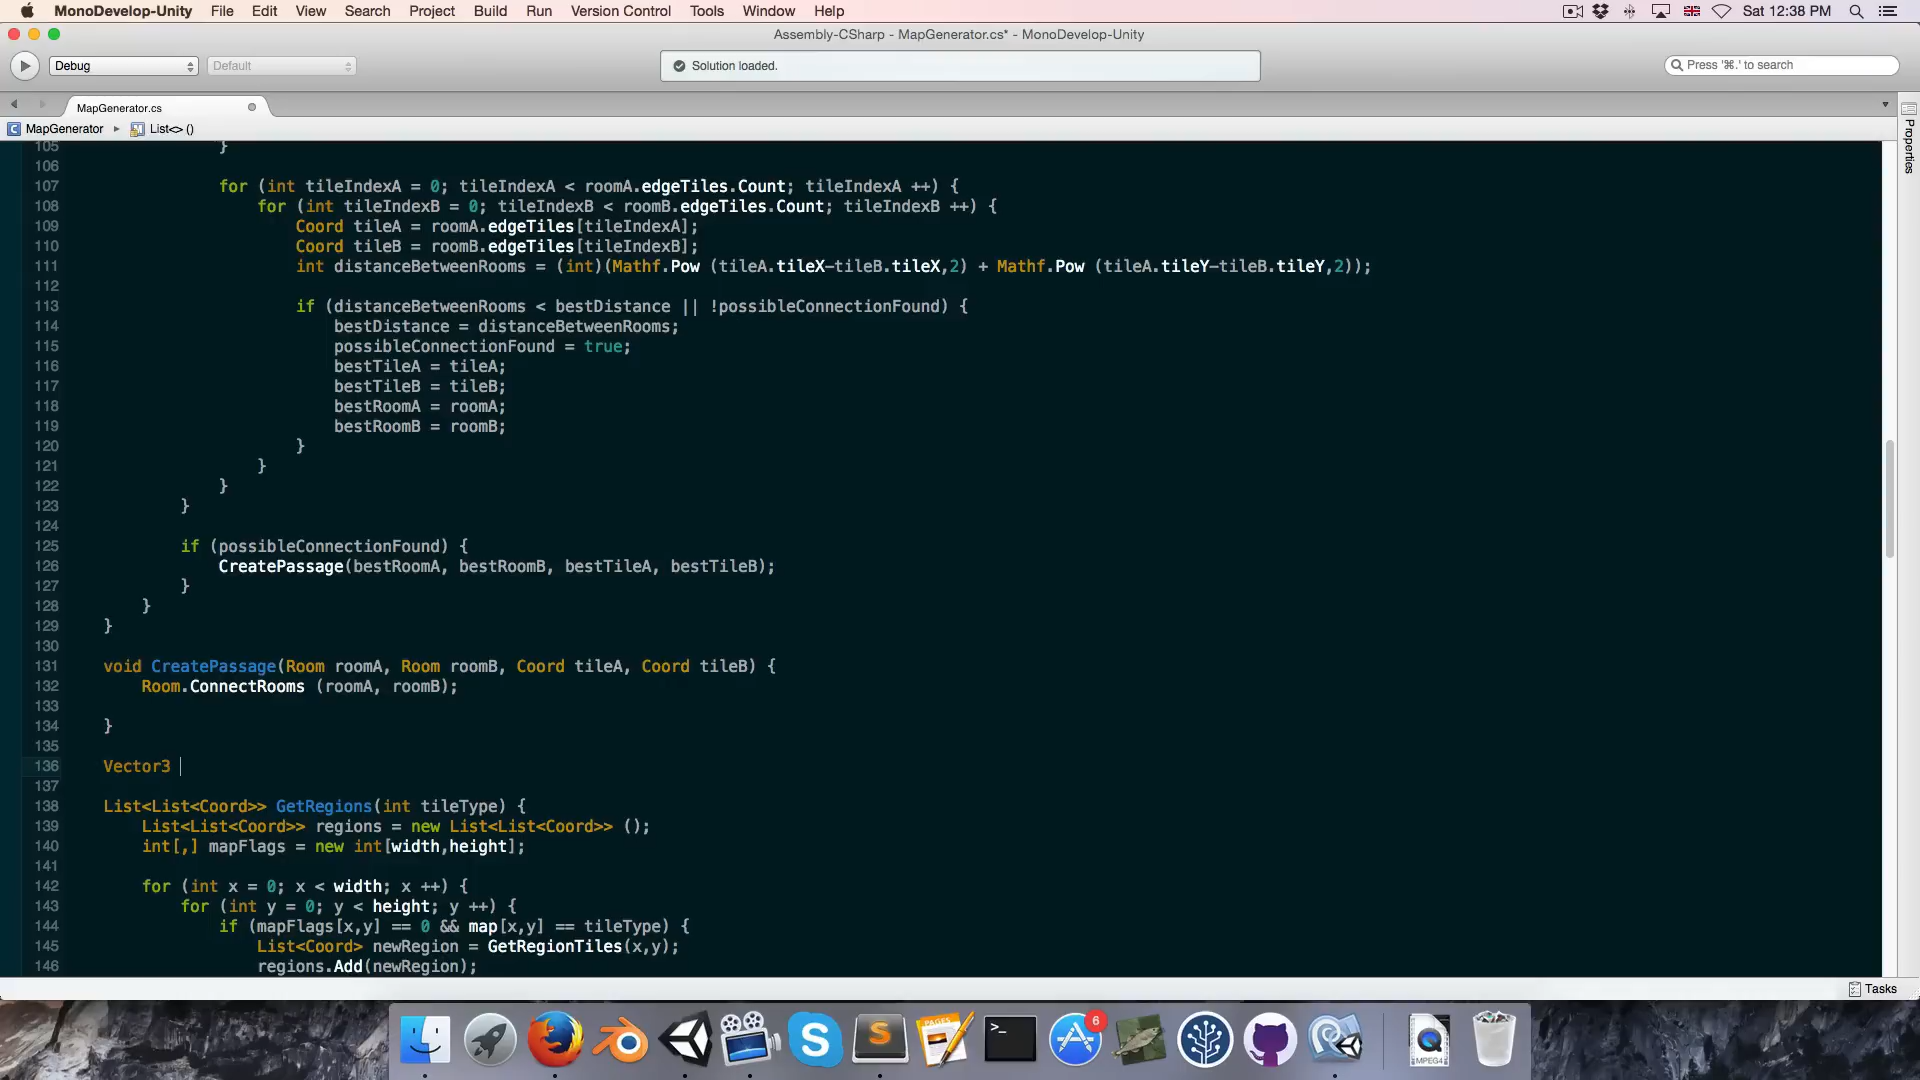 MonoDevelop-Unity File Edit View Search Project Build Run Version Control Tools Window Help Sat 12:38 PM
Assembly-CSharp - MapGenerator.cs* - MonoDevelop-Unity
Debug Default Solution loaded. Press '⌘.' to search
MapGenerator.cs
MapGenerator List<> ()
Properties
105 }
106
107 for (int tileIndexA = 0; tileIndexA < roomA.edgeTiles.Count; tileIndexA ++) {
108 for (int tileIndexB = 0; tileIndexB < roomB.edgeTiles.Count; tileIndexB ++) {
109 Coord tileA = roomA.edgeTiles[tileIndexA];
110 Coord tileB = roomB.edgeTiles[tileIndexB];
111 int distanceBetweenRooms = (int)(Mathf.Pow (tileA.tileX-tileB.tileX,2) + Mathf.Pow (tileA.tileY-tileB.tileY,2));
112
113 if (distanceBetweenRooms < bestDistance || !possibleConnectionFound) {
114 bestDistance = distanceBetweenRooms;
115 possibleConnectionFound = true;
116 bestTileA = tileA;
117 bestTileB = tileB;
118 bestRoomA = roomA;
119 bestRoomB = roomB;
120 }
121 }
122 }
123 }
124
125 if (possibleConnectionFound) {
126 CreatePassage(bestRoomA, bestRoomB, bestTileA, bestTileB);
127 }
128 }
129 }
130
131 void CreatePassage(Room roomA, Room roomB, Coord tileA, Coord tileB) {
132 Room.ConnectRooms (roomA, roomB);
133
134 }
135
136 Vector3
137
138 List<List<Coord>> GetRegions(int tileType) {
139 List<List<Coord>> regions = new List<List<Coord>> ();
140 int[,] mapFlags = new int[width,height];
141
142 for (int x = 0; x < width; x ++) {
143 for (int y = 0; y < height; y ++) {
144 if (mapFlags[x,y] == 0 && map[x,y] == tileType) {
145 List<Coord> newRegion = GetRegionTiles(x,y);
146 regions.Add(newRegion);
Tasks
PAGES
6
MPEG4